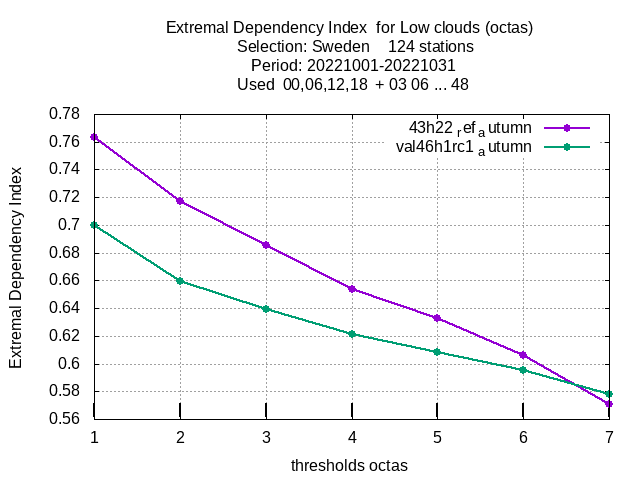 Extremal Dependency Index  for Low clouds (octas)
Selection: Sweden    124 stations
Period: 20221001-20221031
Used  00,06,12,18  + 03 06 ... 48
43h22 ref autumn
val46h1rc1 autumn
Extremal Dependency Index
0.78
0.76
0.74
0.72
0.7
0.68
0.66
0.64
0.62
0.6
0.58
0.56
1 2 3 4 5 6 7
thresholds octas